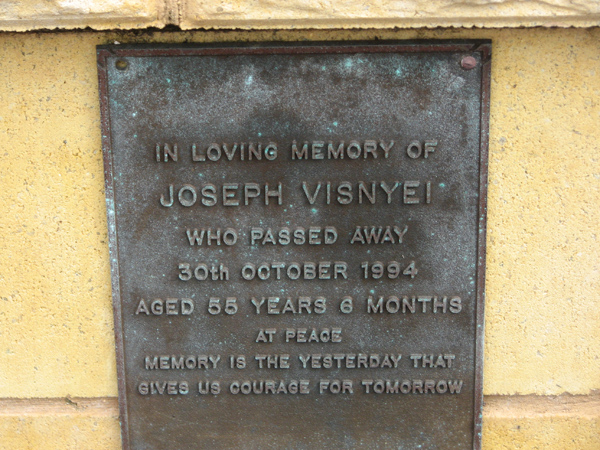 IN LOVING MEMORY OF
JOSEPH VISNYEI
WHO PASSED AWAY
30th OCTOBER 1994
AGED 55 YEARS 6 MONTHS
AT PEACE
MEMORY IS THE YESTERDAY THAT
GIVES US COURAGE FOR TOMORROW